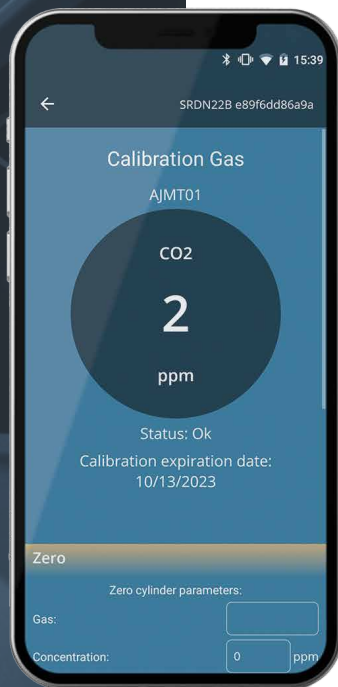 15:39
SRDN22B e89f6dd86a9a
Calibration Gas
AJMT01
CO2
2
ppm
Status: Ok
Calibration expiration date:
10/13/2023
Zero
Zero cylinder parameters:
Gas:
Concentration: 0 ppm